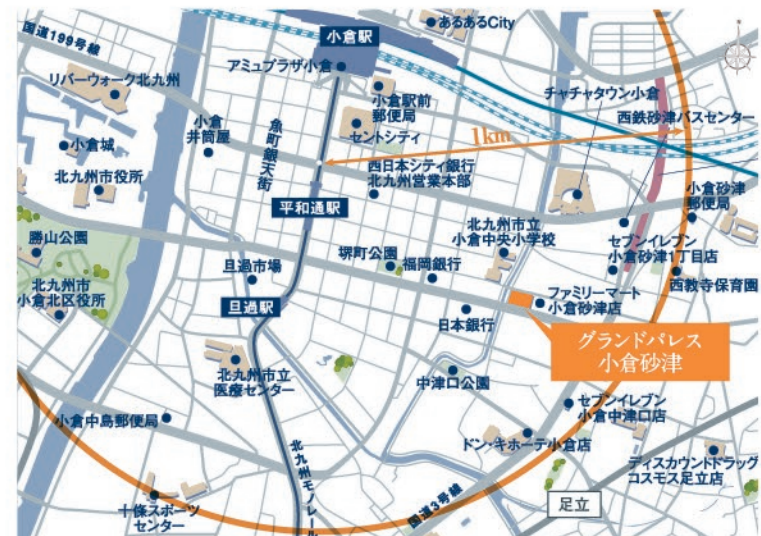 国道199号線
リバーウォーク北九州
小倉駅
アミュプラザ小倉
あるあるCity
小倉駅前
郵便局
セントシティ
チャチャタウン小倉
西鉄砂津バスセンター
1km
小倉
井筒屋
魚町銀天街
小倉城
北九州市役所
西日本シティ銀行
北九州営業本部
平和通駅
小倉砂津
郵便局
北九州市立
小倉中央小学校
セブンイレブン
小倉砂津1丁目店
勝山公園
堺町公園
福岡銀行
旦過市場
西教寺保育園
北九州市
小倉北区役所
旦過駅
日本銀行
ファミリーマート
小倉砂津店
グランドパレス
小倉砂津
北九州市立
医療センター
中津口公園
小倉中島郵便局
セブンイレブン
小倉中津口店
ドン・キホーテ小倉店
北九州モノレール
ディスカウントドラッグ
コスモス足立店
国道3号線
足立
十條スポーツ
センター